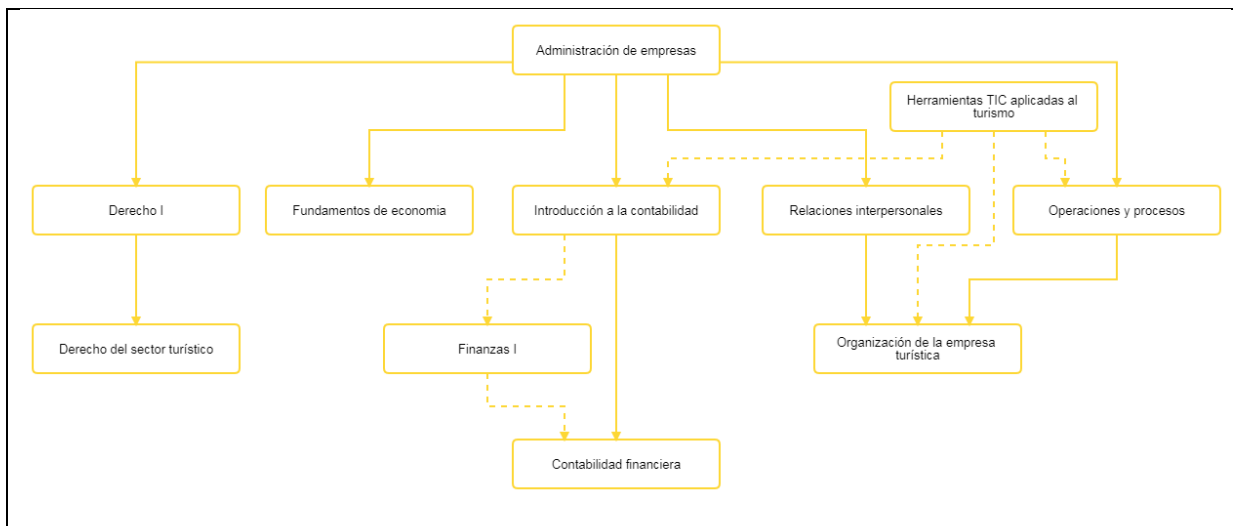 Administración de empresas
Herramientas TIC aplicadas al
turismo
Derecho I
Fundamentos de economia
Introducción a la contabilidad
Relaciones interpersonales
Operaciones y procesos
Derecho del sector turístico
Finanzas I
Organización de la empresa
turística
Contabilidad financiera